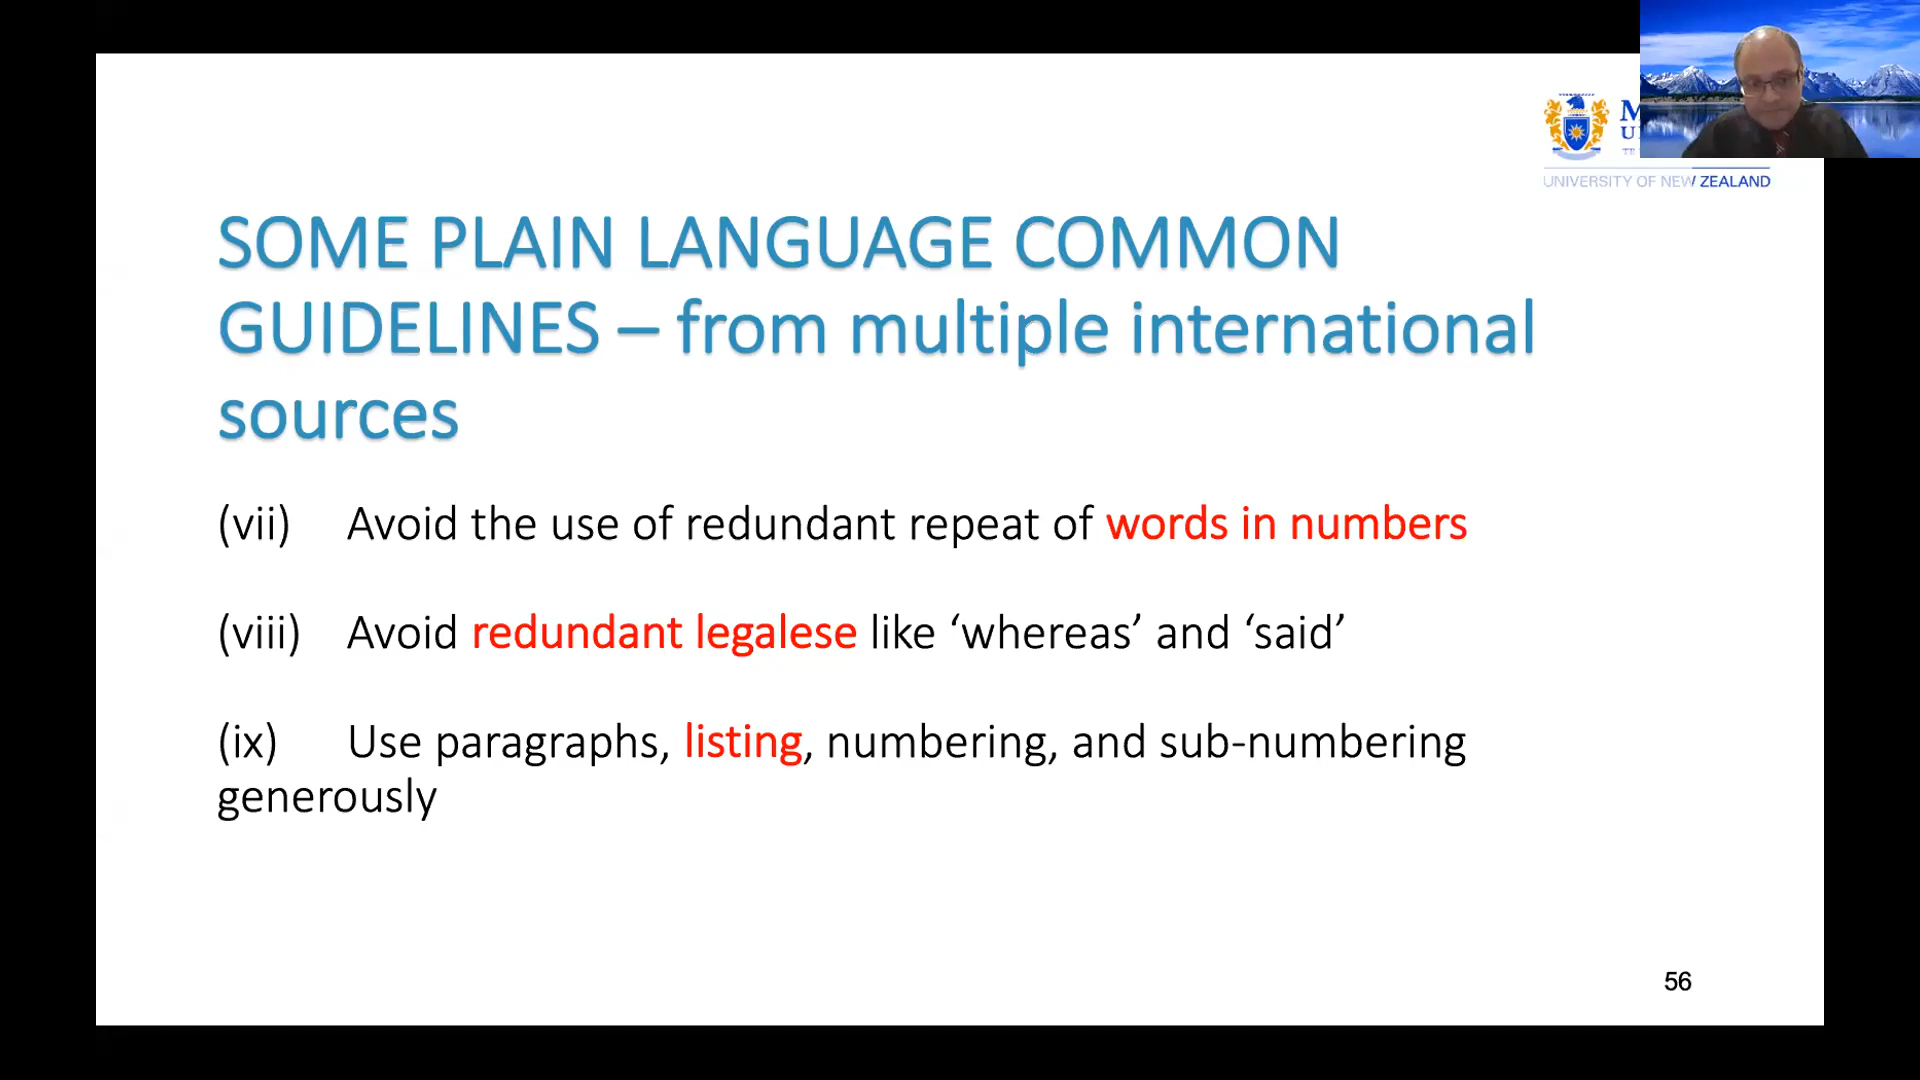 UNIVERSITY OF NEW ZEALAND
SOME PLAIN LANGUAGE COMMON
GUIDELINES – from multiple international
sources
(vii) Avoid the use of redundant repeat of words in numbers
(viii) Avoid redundant legalese like ‘whereas’ and ‘said’
(ix) Use paragraphs, listing, numbering, and sub-numbering
generously
56